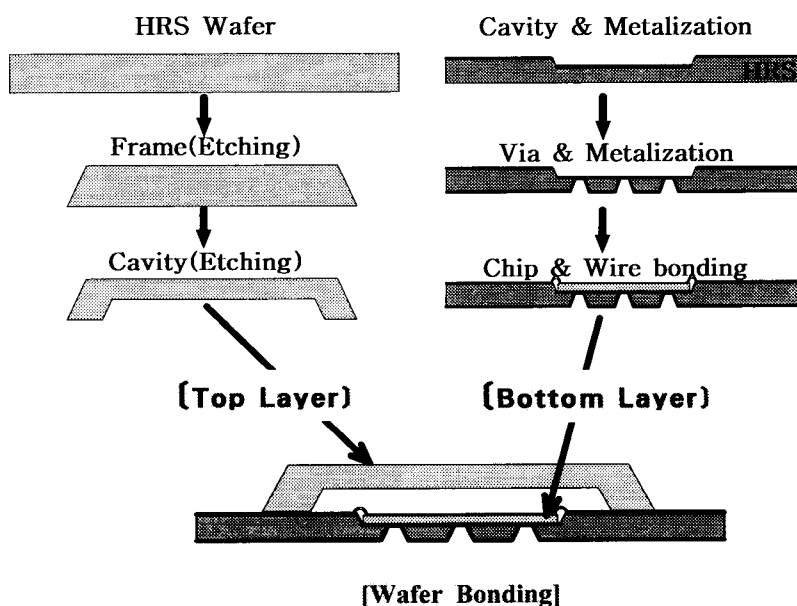 HRS Wafer
Cavity & Metalization
HRS
Frame(Etching)
Via & Metalization
Cavity(Etching)
Chip & Wire bonding
[Top Layer]
[Bottom Layer]
[Wafer Bonding]